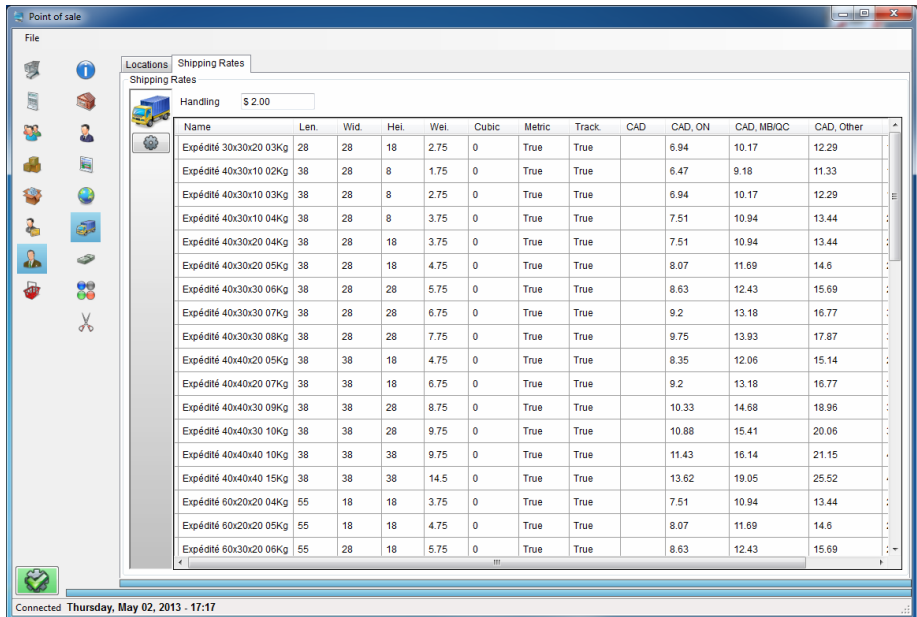 Point of sale
File
Locations Shipping Rates
Shipping Rates
Handling $ 2.00
Name Len. Wid. Hei. Wei. Cubic Metric Track. CAD CAD, ON CAD, MB/QC CAD, Other
Expédité 30x30x20 03Kg 28 28 18 2.75 0 True True 6.94 10.17 12.29
Expédité 40x30x10 02Kg 38 28 8 1.75 0 True True 6.47 9.18 11.33
Expédité 40x30x10 03Kg 38 28 8 2.75 0 True True 6.94 10.17 12.29
Expédité 40x30x10 04Kg 38 28 8 3.75 0 True True 7.51 10.94 13.44
Expédité 40x30x20 04Kg 38 28 18 3.75 0 True True 7.51 10.94 13.44
Expédité 40x30x20 05Kg 38 28 18 4.75 0 True True 8.07 11.69 14.6
Expédité 40x30x30 06Kg 38 28 28 5.75 0 True True 8.63 12.43 15.69
Expédité 40x30x30 07Kg 38 28 28 6.75 0 True True 9.2 13.18 16.77
Expédité 40x30x30 08Kg 38 28 28 7.75 0 True True 9.75 13.93 17.87
Expédité 40x40x20 05Kg 38 38 18 4.75 0 True True 8.35 12.06 15.14
Expédité 40x40x20 07Kg 38 38 18 6.75 0 True True 9.2 13.18 16.77
Expédité 40x40x30 09Kg 38 38 28 8.75 0 True True 10.33 14.68 18.96
Expédité 40x40x30 10Kg 38 38 28 9.75 0 True True 10.88 15.41 20.06
Expédité 40x40x40 10Kg 38 38 38 9.75 0 True True 11.43 16.14 21.15
Expédité 40x40x40 15Kg 38 38 38 14.5 0 True True 13.62 19.05 25.52
Expédité 60x20x20 04Kg 55 18 18 3.75 0 True True 7.51 10.94 13.44
Expédité 60x20x20 05Kg 55 18 18 4.75 0 True True 8.07 11.69 14.6
Expédité 60x30x20 06Kg 55 28 18 5.75 0 True True 8.63 12.43 15.69
Connected Thursday, May 02, 2013 - 17:17